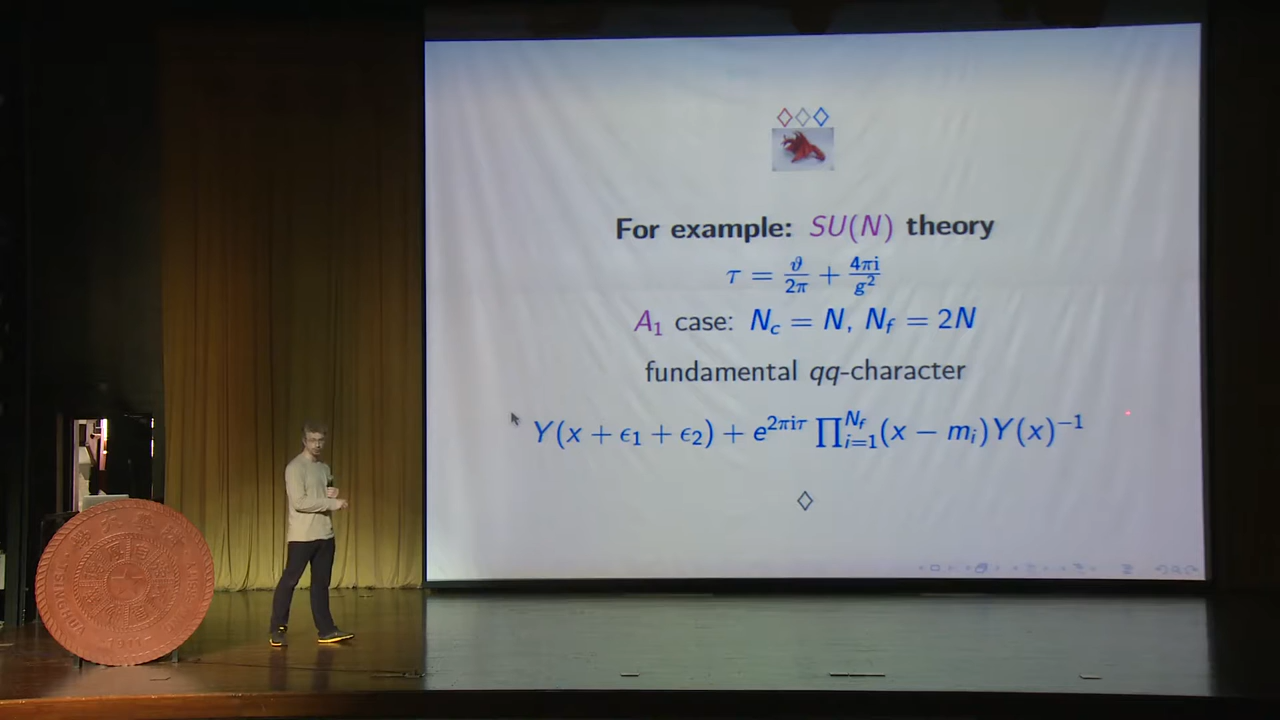 For example: SU(N) theory
τ = ϑ/2π + 4πi/g²
A₁ case: N_c = N, N_f = 2N
fundamental qq-character
Y(x + ϵ₁ + ϵ₂) + e^{2πiτ} ∏_{i=1}^{N_f}(x − m_i)Y(x)^{−1}